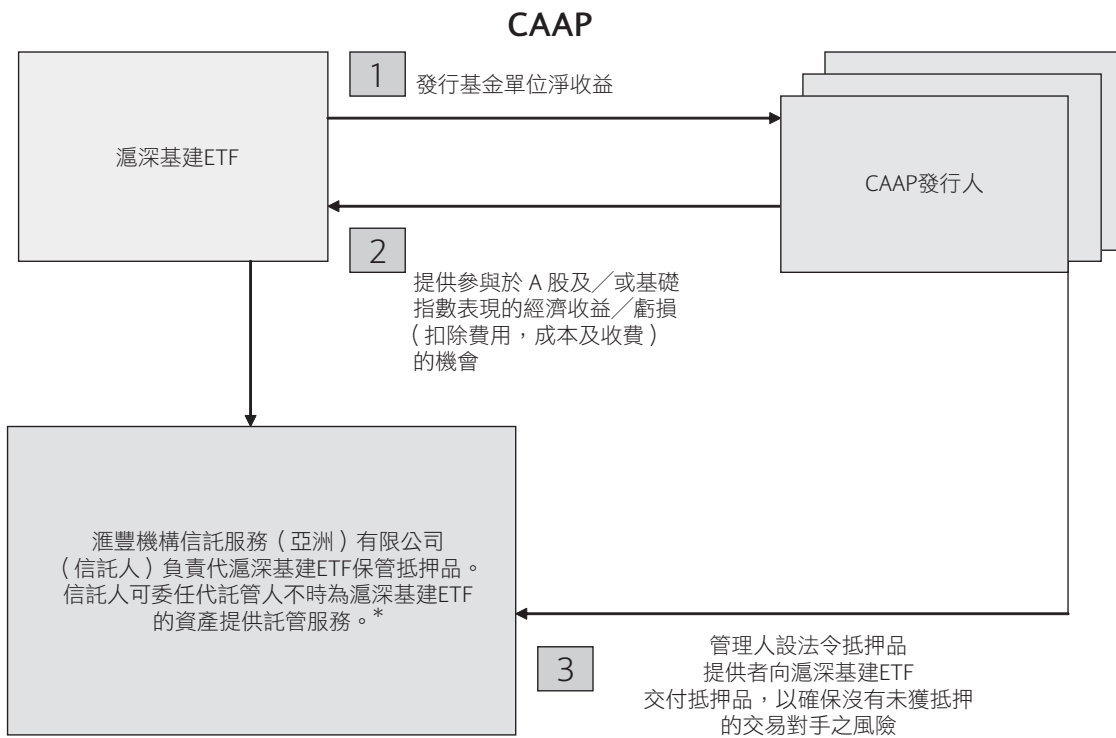 CAAP
1
發行基金單位淨收益
滬深基建ETF
CAAP發行人
2
提供參與於 A 股及╱或基礎
指數表現的經濟收益╱虧損
(扣除費用，成本及收費)
的機會
滙豐機構信託服務（亞洲）有限公司
（信託人）負責代滬深基建ETF保管抵押品。
信託人可委任代託管人不時為滬深基建ETF
的資產提供託管服務。*
3
管理人設法令抵押品
提供者向滬深基建ETF
交付抵押品，以確保沒有未獲抵押
的交易對手之風險